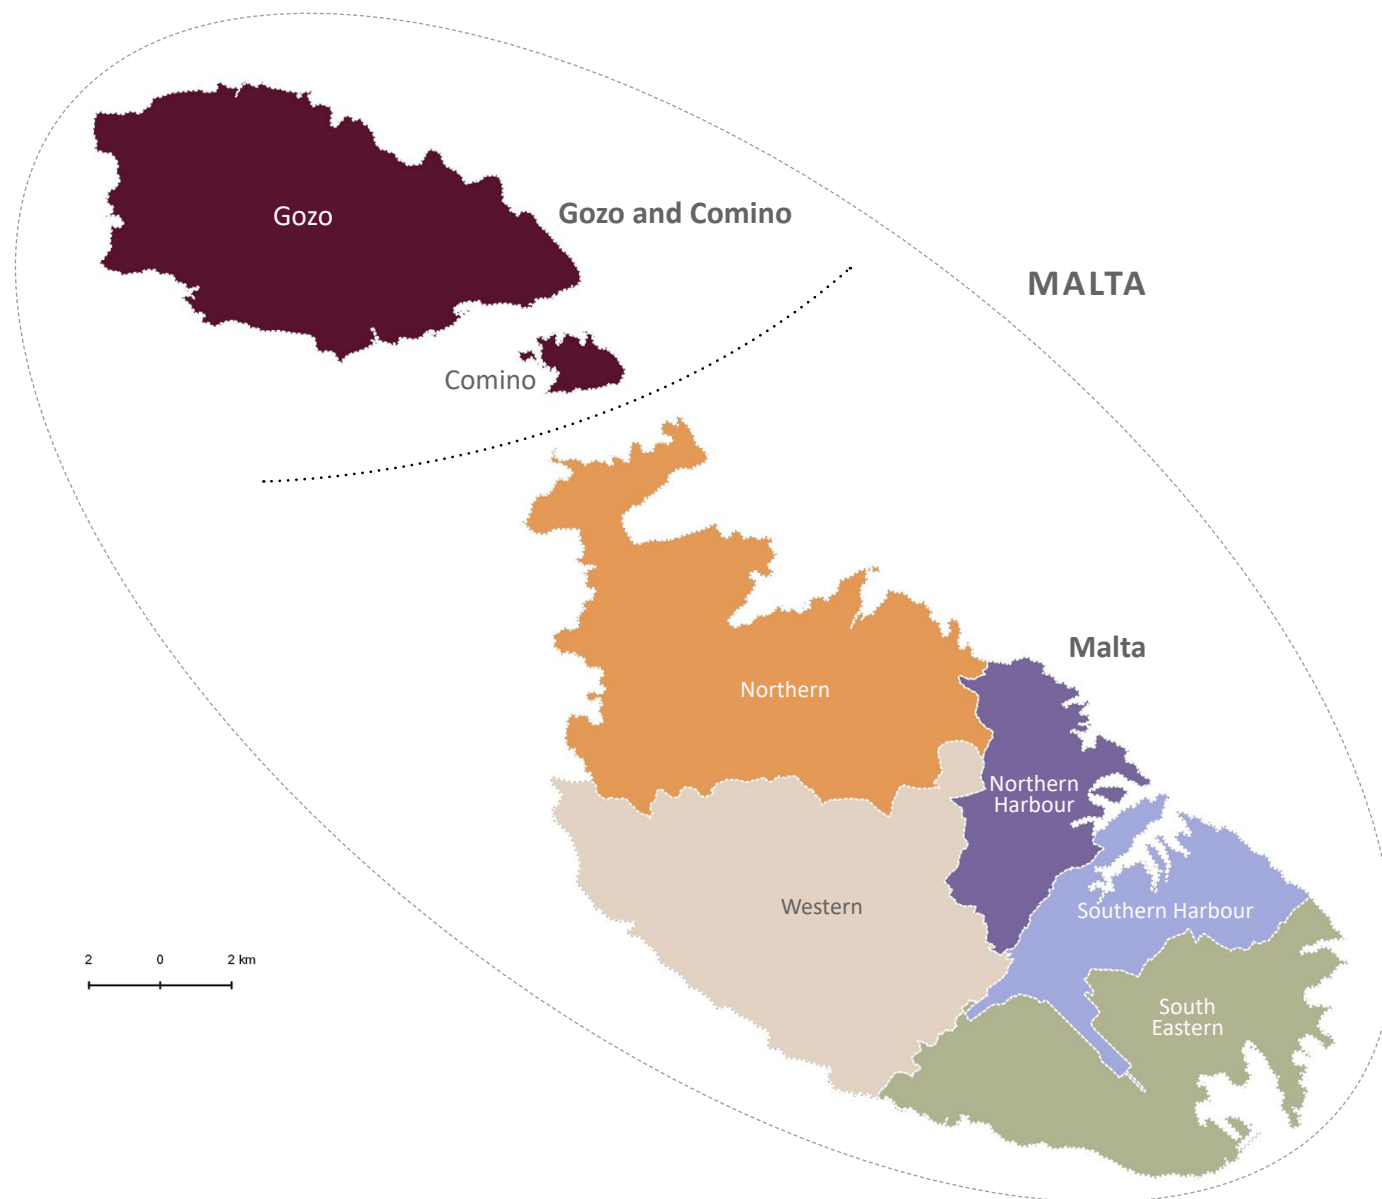 Gozo
Gozo and Comino
MALTA
Comino
Malta
Northern
Northern
Harbour
Western
Southern Harbour
2 0 2 km
South
Eastern